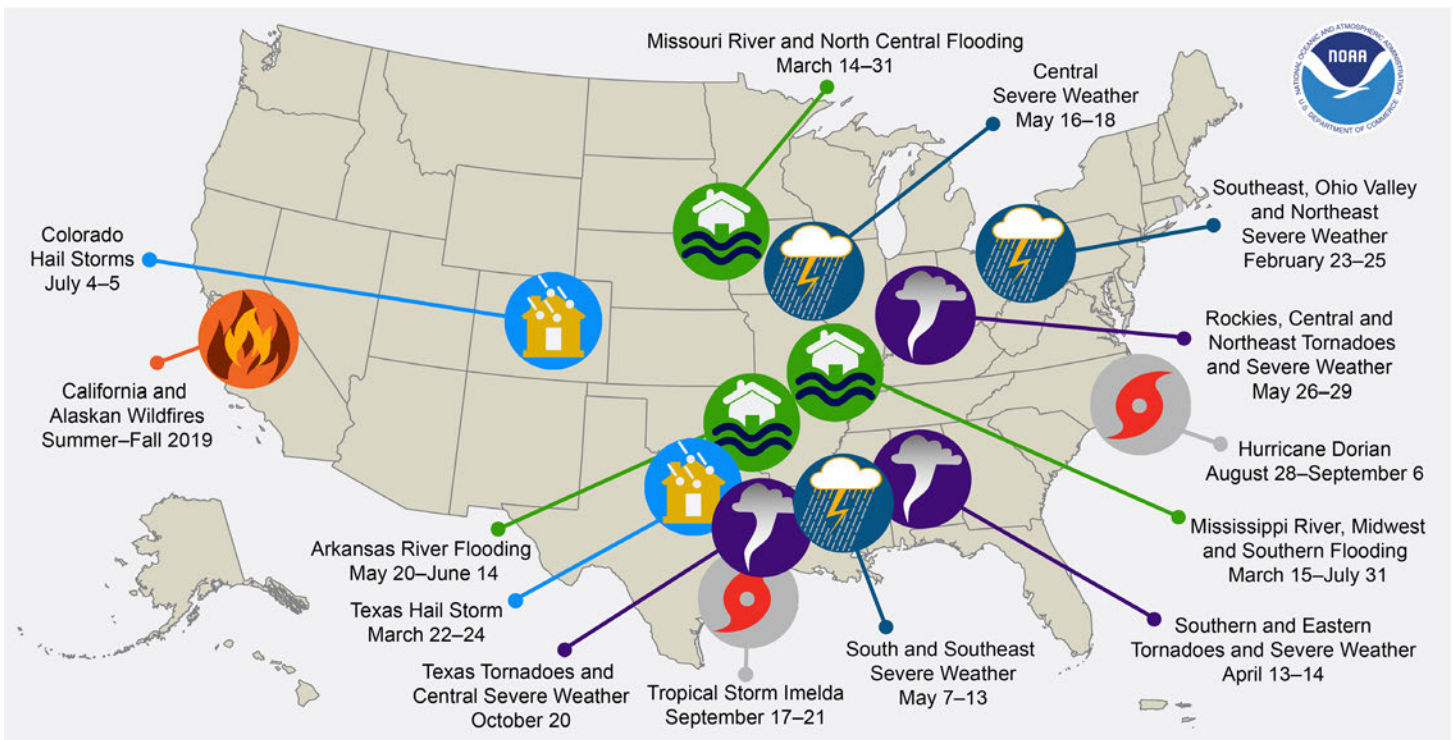 Missouri River and North Central Flooding
March 14–31
Central
Severe Weather
May 16–18
NATIONAL OCEANIC AND ATMOSPHERIC ADMINISTRATION
NOAA
U.S. DEPARTMENT OF COMMERCE
Southeast, Ohio Valley
and Northeast
Severe Weather
February 23–25
Colorado
Hail Storms
July 4–5
Rockies, Central and
Northeast Tornadoes
and Severe Weather
May 26–29
California and
Alaskan Wildfires
Summer–Fall 2019
Hurricane Dorian
August 28–September 6
Arkansas River Flooding
May 20–June 14
Mississippi River, Midwest
and Southern Flooding
March 15–July 31
Texas Hail Storm
March 22–24
Southern and Eastern
Tornadoes and Severe Weather
April 13–14
Texas Tornadoes and
Central Severe Weather
October 20
Tropical Storm Imelda
September 17–21
South and Southeast
Severe Weather
May 7–13